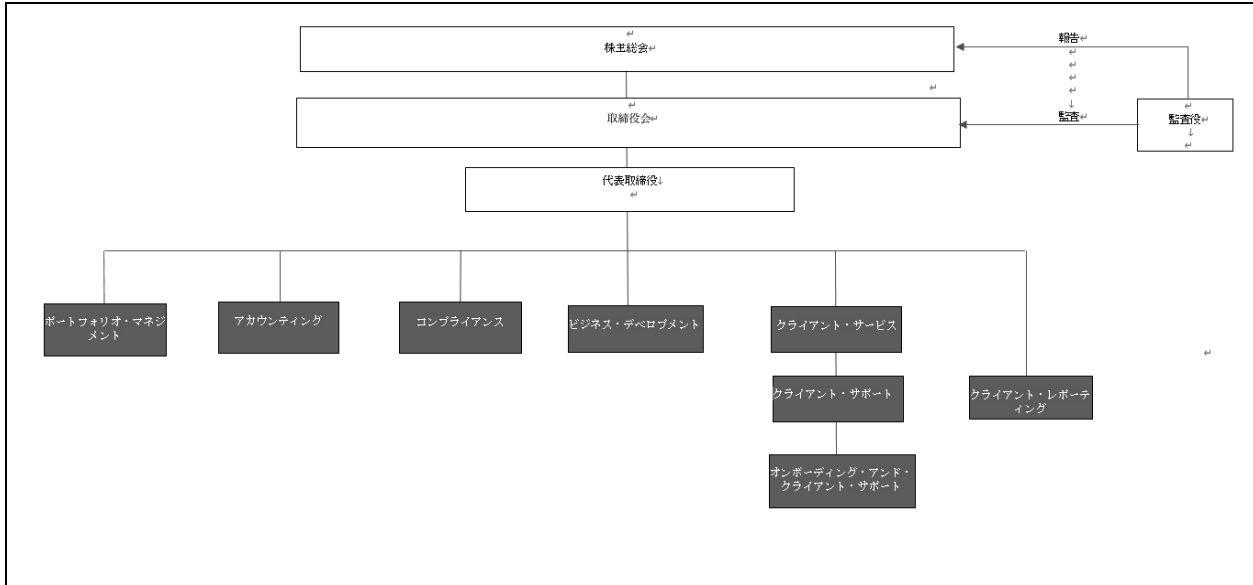 株主総会
報告
取締役会
監査
監査役
代表取締役
ポートフォリオ・マネジ
メント
アカウンティング
コンプライアンス
ビジネス・デベロプメント
クライアント・サービス
クライアント・サポート
クライアント・レポーテ
ィング
オンボーディング・アンド・
クライアント・サポート